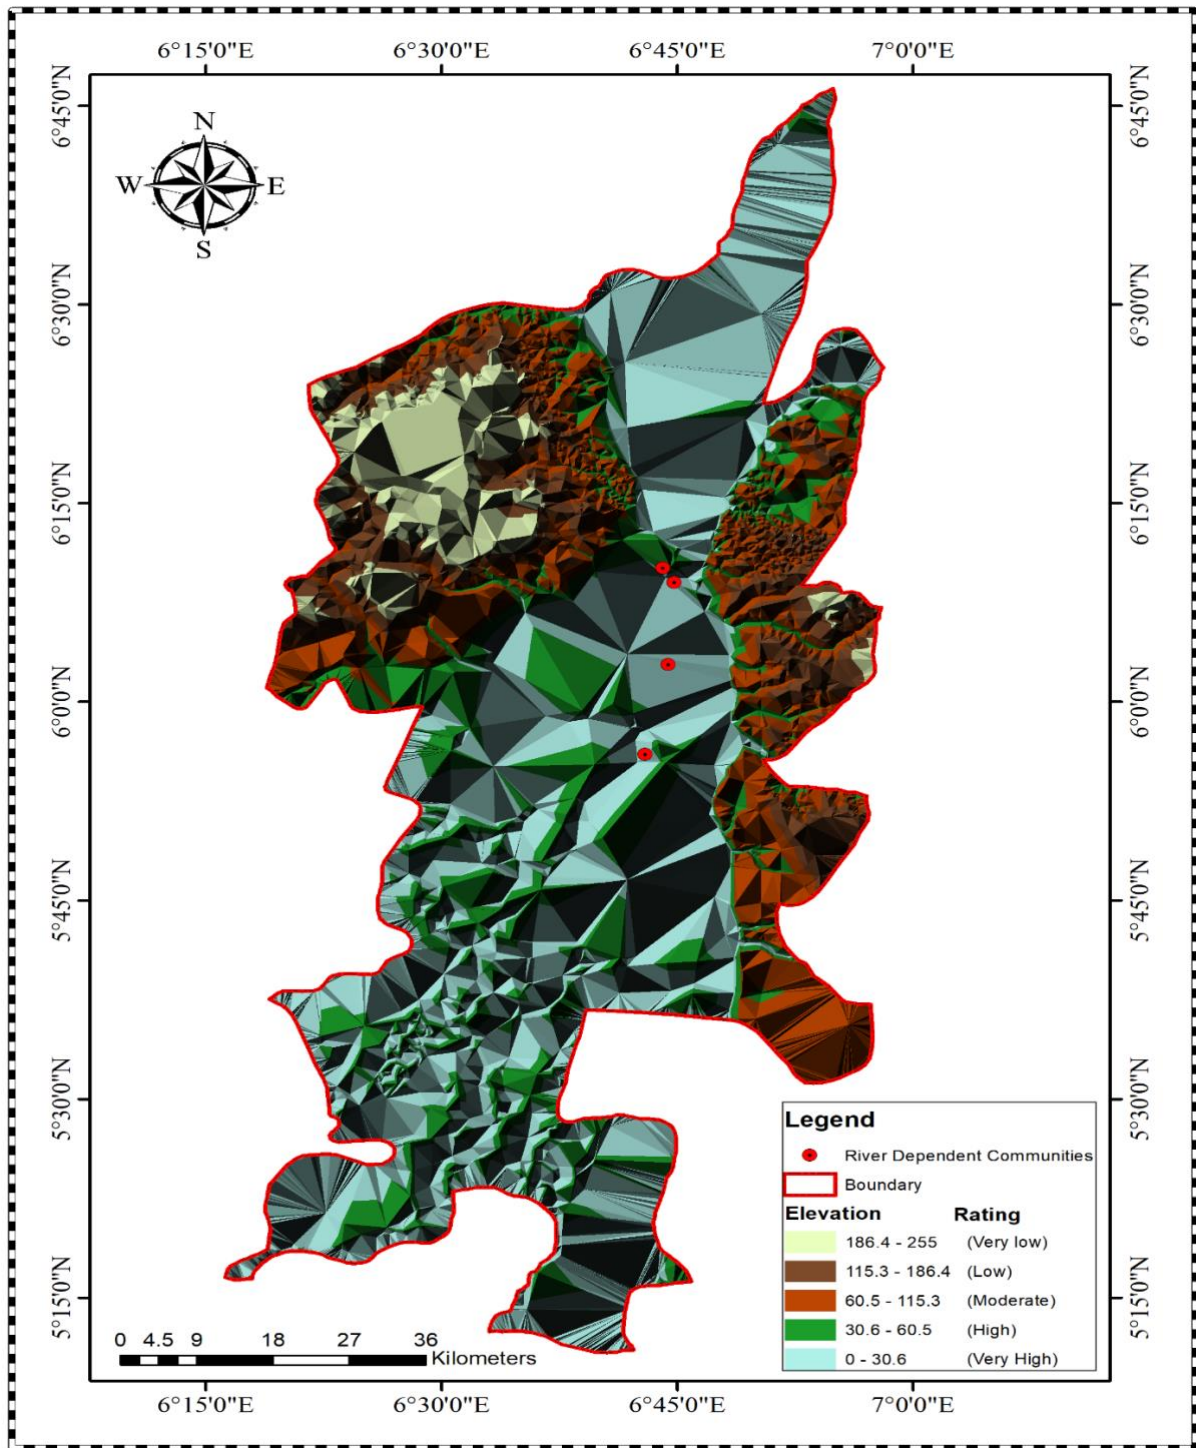 6°15'0"E 6°30'0"E 6°45'0"E 7°0'0"E
N
W E
S
6°45'0"N 6°45'0"N
6°30'0"N 6°30'0"N
6°15'0"N 6°15'0"N
6°0'0"N 6°0'0"N
5°45'0"N 5°45'0"N
5°30'0"N 5°30'0"N
5°15'0"N 5°15'0"N
Legend
River Dependent Communities
Boundary
Elevation Rating
186.4 - 255 (Very low)
115.3 - 186.4 (Low)
60.5 - 115.3 (Moderate)
30.6 - 60.5 (High)
0 - 30.6 (Very High)
0 4.5 9 18 27 36
Kilometers
6°15'0"E 6°30'0"E 6°45'0"E 7°0'0"E